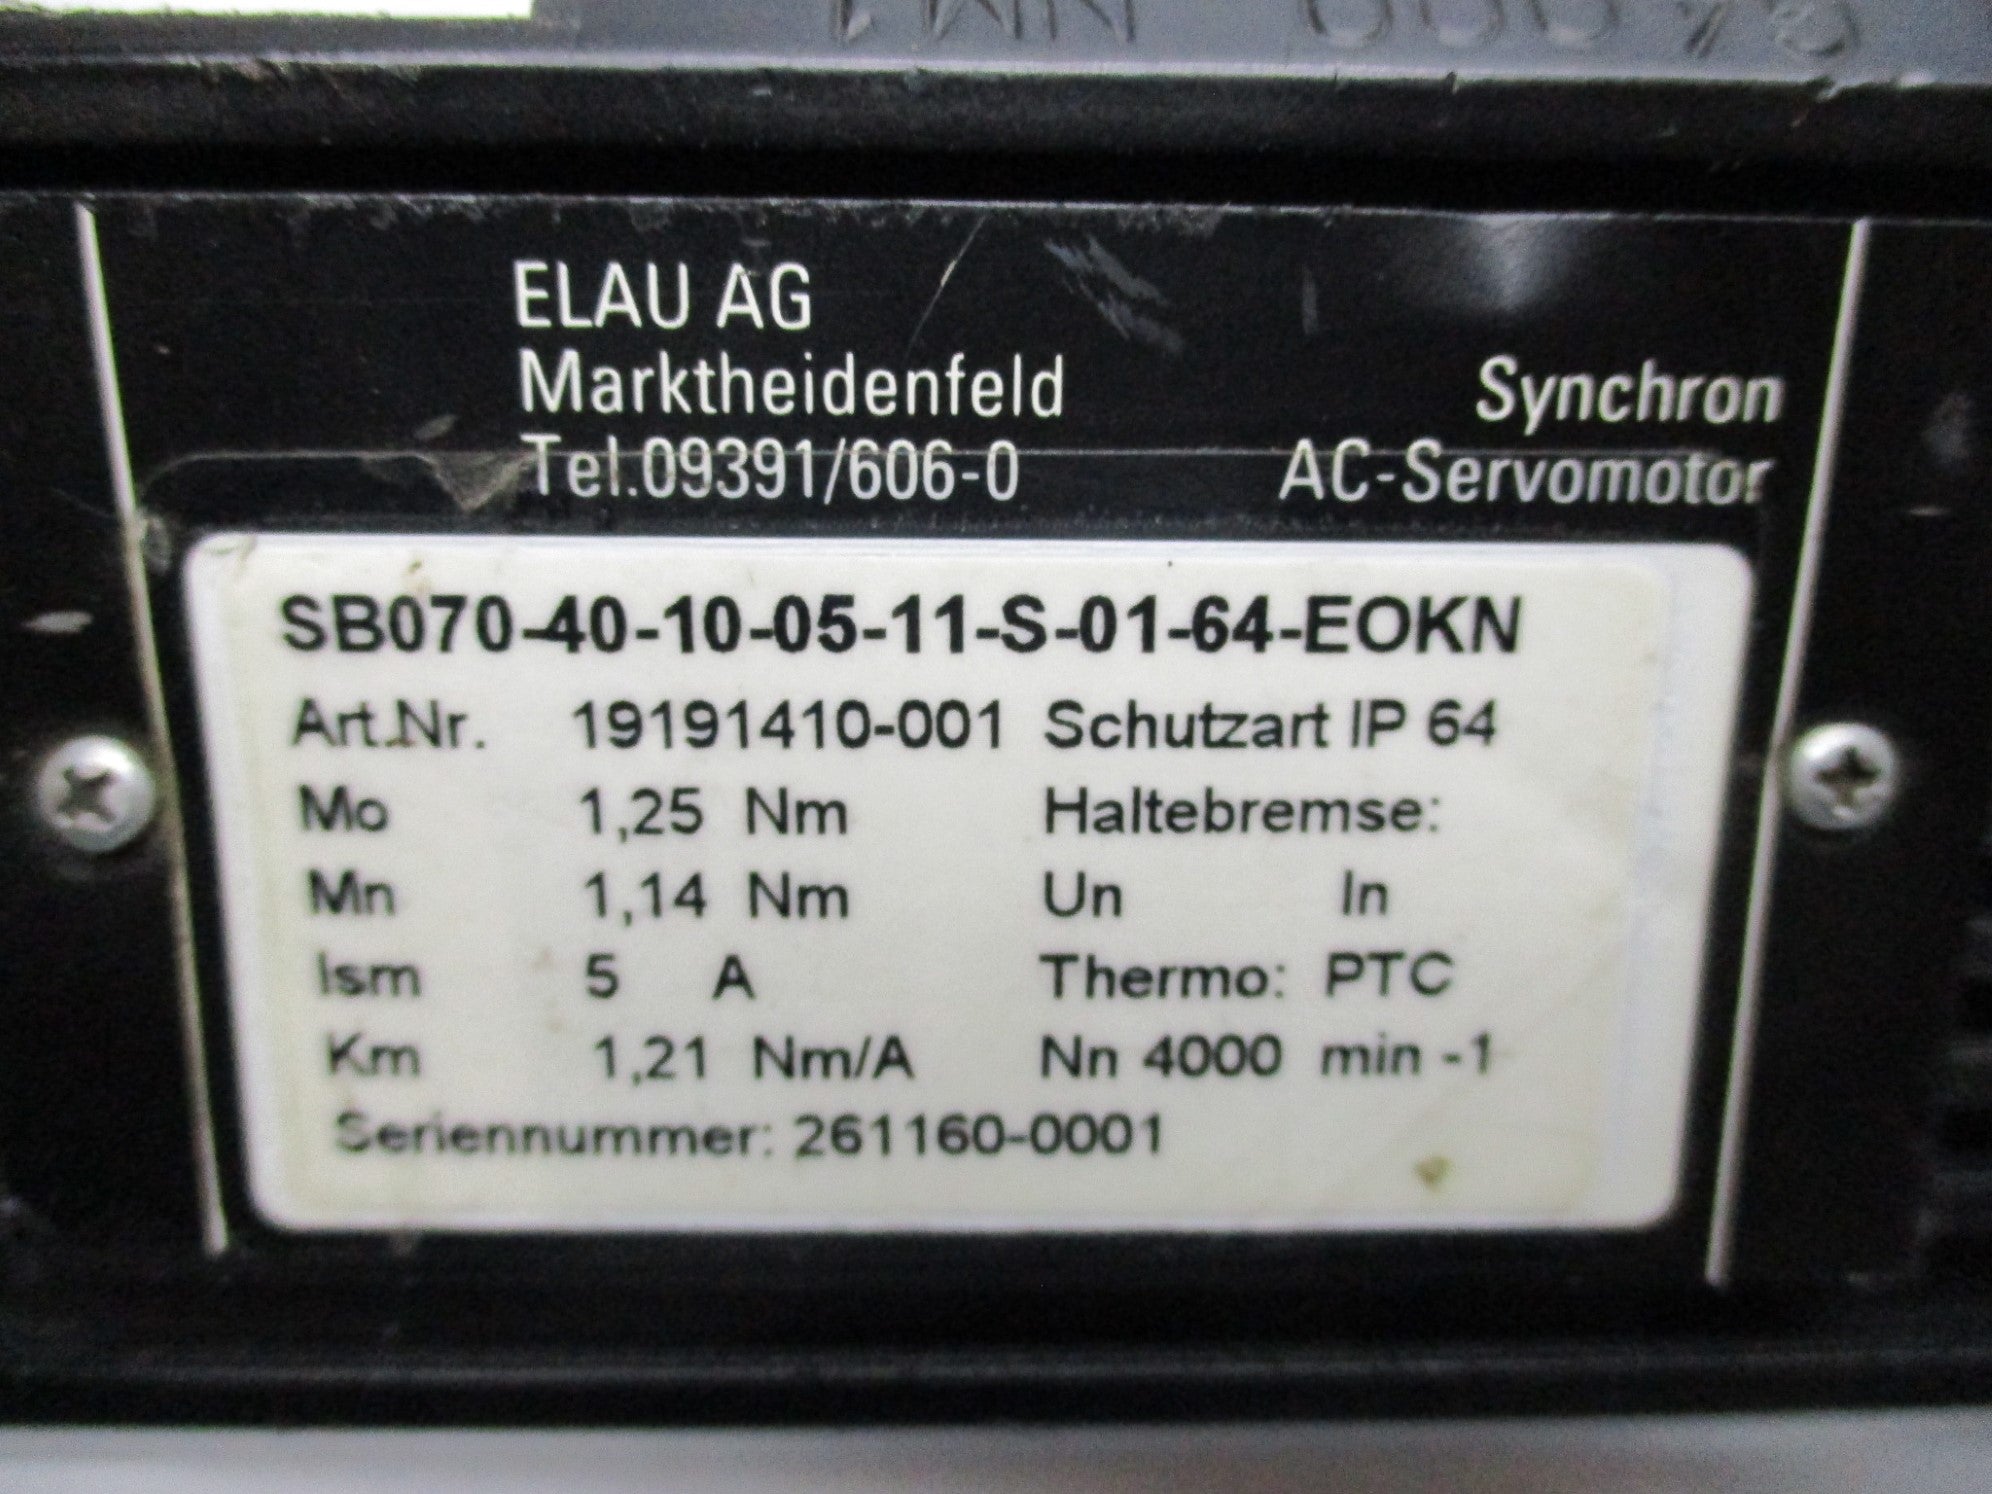 ELAU AG
Marktheidenfeld
Tel.09391/606-0
Synchron
AC-Servomotor
SB070-40-10-05-11-S-01-64-EOKN
Art.Nr. 19191410-001 Schutzart IP 64
Mo 1,25 Nm Haltebremse:
Mn 1,14 Nm Un In
Ism 5 A Thermo: PTC
Km 1,21 Nm/A Nn 4000 min -1
Seriennummer: 261160-0001